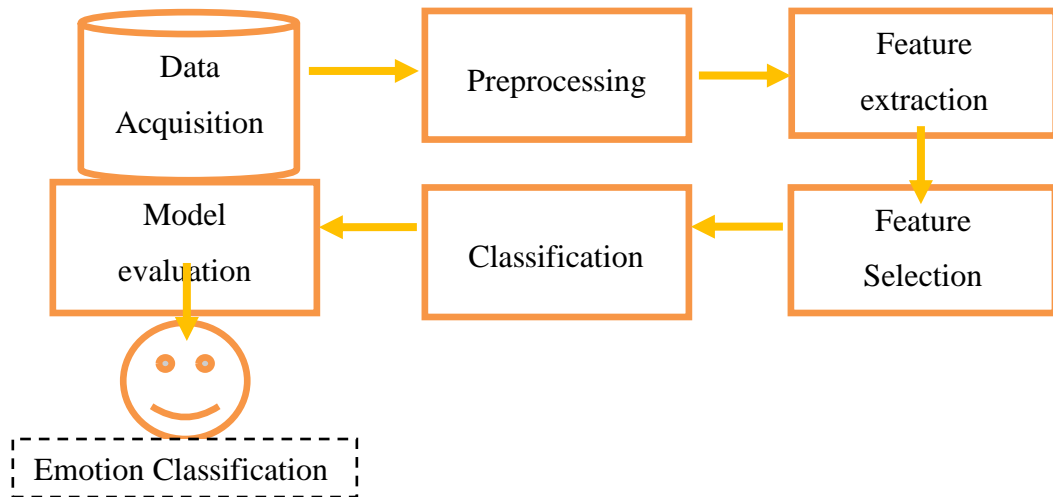 Data
Acquisition
Preprocessing
Feature
extraction
Feature
Selection
Classification
Model
evaluation
Emotion Classification